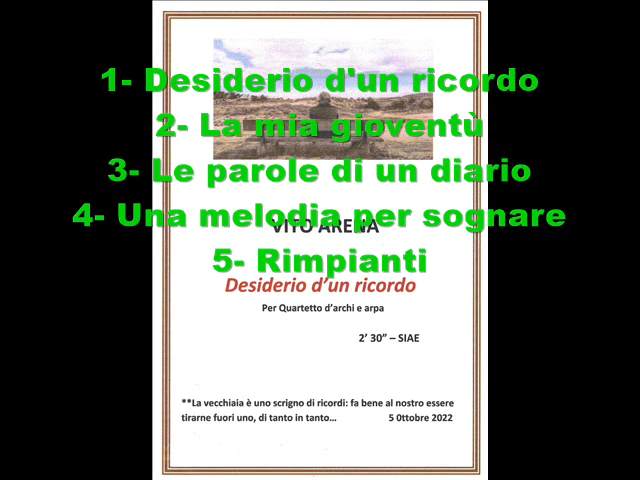 1- Desiderio d'un ricordo
2- La mia gioventù
3- Le parole di un diario
4- Una melodia per sognare
VITO ARENA
5- Rimpianti
Desiderio d’un ricordo
Per Quartetto d’archi e arpa
2’ 30” – SIAE
**La vecchiaia è uno scrigno di ricordi: fa bene al nostro essere
tirarne fuori uno, di tanto in tanto… 5 0ttobre 2022